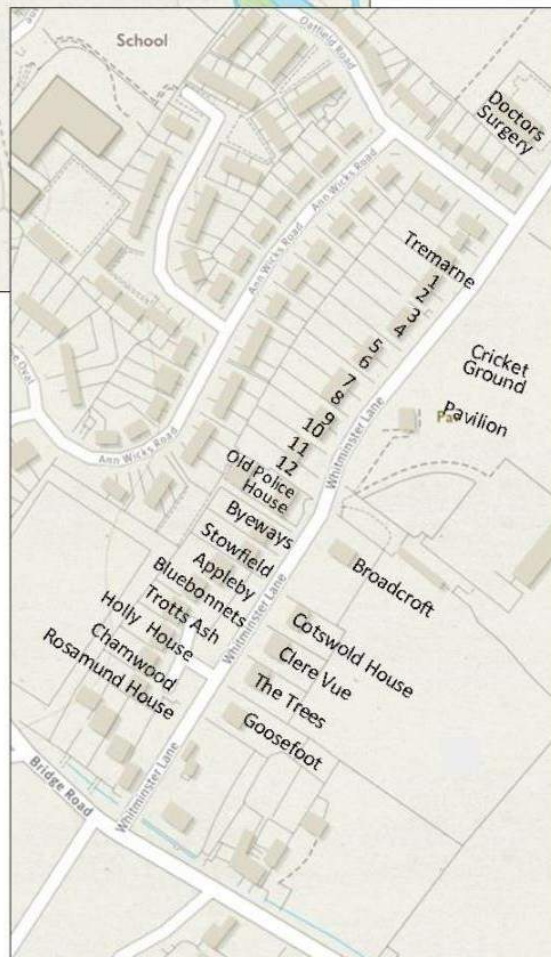 School
Oatfield Road
Doctors
Surgery
Ann Wicks Road
Ann Wicks Road
Tremarne
1
2
3
4
5
6
7
8
9
10
11
12
Cricket
Ground
Pavilion
Whitminster Lane
Ann Wicks Road
Old Police
House
Byeways
Stowfield
Appleby
Bluebonnets
Trotts Ash
Holly House
Charnwood
Rosamund House
Broadcroft
Whitminster Lane
Cotswold House
Clere Vue
The Trees
Goosefoot
Whitminster Lane
Bridge Road